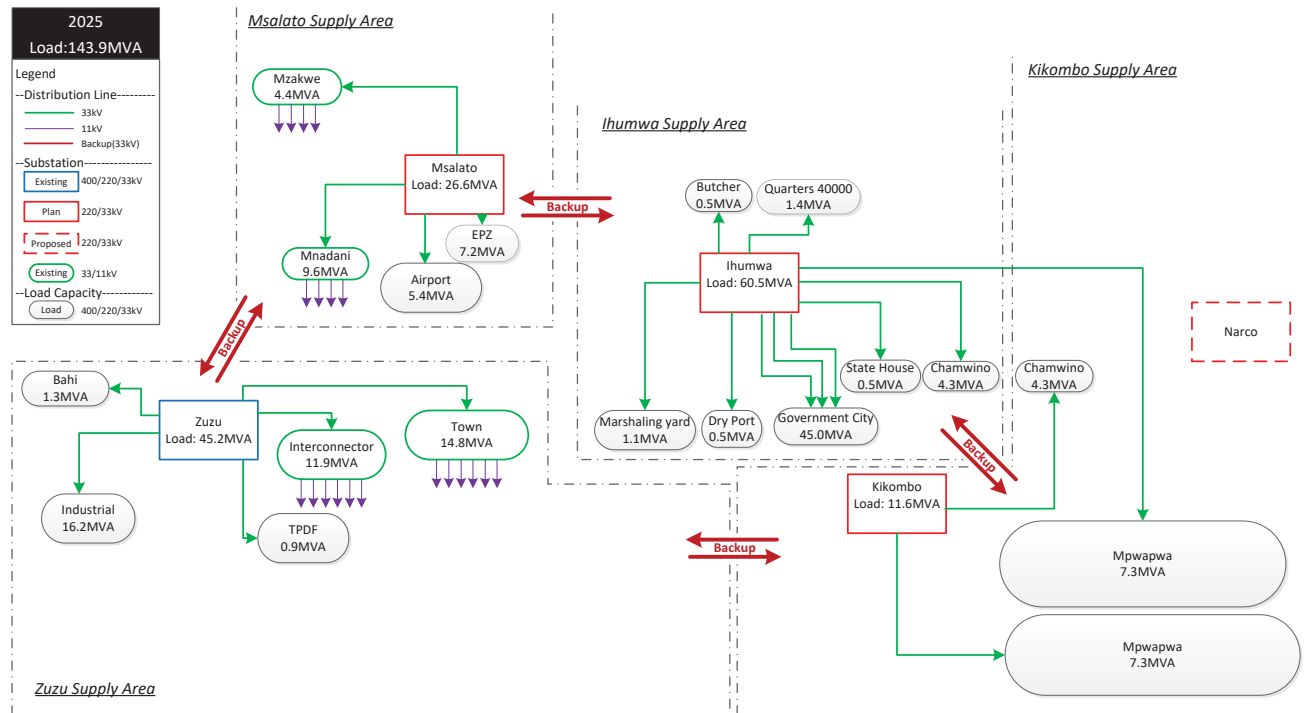 2025
Load:143.9MVA
Legend
--Distribution Line-------
33kV
11kV
Backup(33kV)
--Substation------------
Existing 400/220/33kV
Plan 220/33kV
Proposed 220/33kV
Existing 33/11kV
--Load Capacity--------
Load 400/220/33kV
Msalato Supply Area
Mzakwe
4.4MVA
Msalato
Load: 26.6MVA
Mnadani
9.6MVA
EPZ
7.2MVA
Airport
5.4MVA
Backup
Backup
Ihumwa Supply Area
Butcher
0.5MVA
Quarters 40000
1.4MVA
Ihumwa
Load: 60.5MVA
State House
0.5MVA
Chamwino
4.3MVA
Marshaling yard
1.1MVA
Dry Port
0.5MVA
Government City
45.0MVA
Kikombo Supply Area
Narco
Chamwino
4.3MVA
Backup
Kikombo
Load: 11.6MVA
Mpwapwa
7.3MVA
Mpwapwa
7.3MVA
Backup
Bahi
1.3MVA
Zuzu
Load: 45.2MVA
Interconnector
11.9MVA
Town
14.8MVA
Industrial
16.2MVA
TPDF
0.9MVA
Zuzu Supply Area